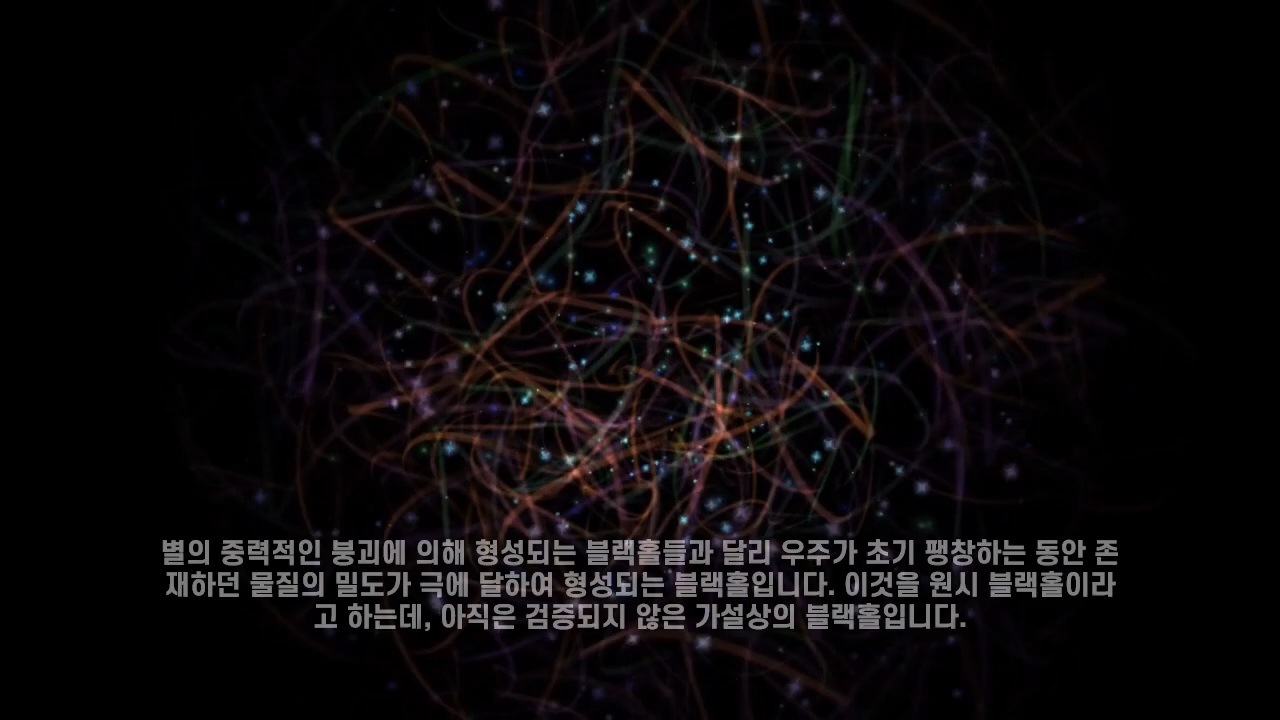 별의 중력적인 붕괴에 의해 형성되는 블랙홀들과 달리 우주가 초기 팽창하는 동안 존
재하던 물질의 밀도가 극에 달하여 형성되는 블랙홀입니다. 이것을 원시 블랙홀이라
고 하는데, 아직은 검증되지 않은 가설상의 블랙홀입니다.